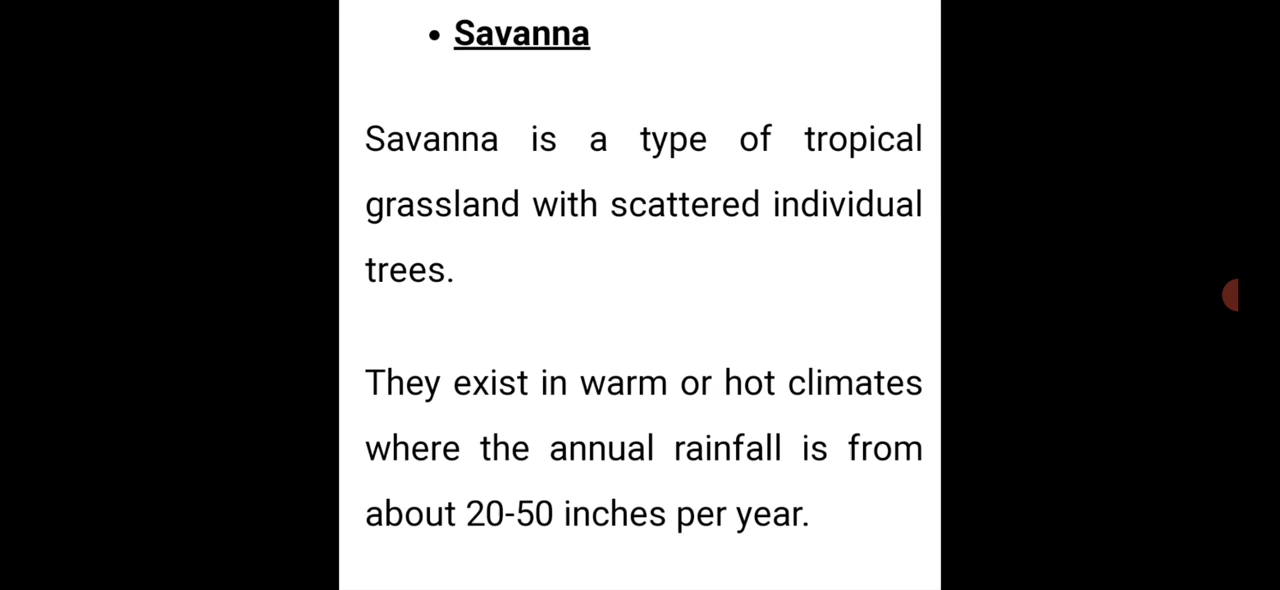 • Savanna
Savanna is a type of tropical
grassland with scattered individual
trees.
They exist in warm or hot climates
where the annual rainfall is from
about 20-50 inches per year.